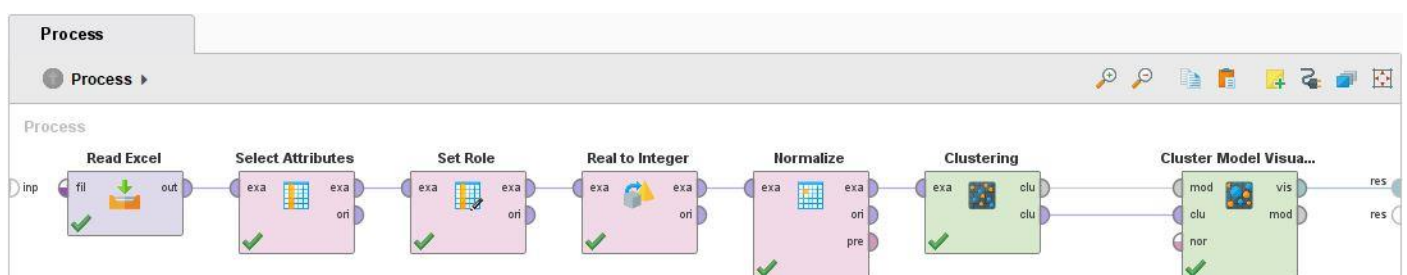 Process
Process
Process
Read Excel Select Attributes Set Role Real to Integer Normalize Clustering Cluster Model Visua...
inp fil out exa exa exa exa exa exa exa exa exa clu mod vis res
ori ori ori ori clu clu mod res
pre nor